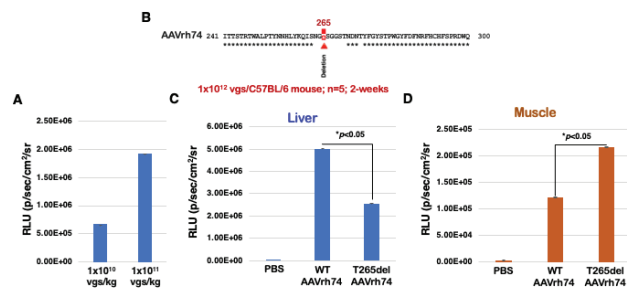 B
265
AAVrh74 241 ITTSTRTWALPTYNNHLYKQISNG SGGSTNDNTYFGYSTPWGYFDFNRFHCHFSPRDWQ 300
Deletion
1x10¹² vgs/C57BL/6 mouse; n=5; 2-weeks
A
RLU (p/sec/cm²/sr)
2.50E+06
2.00E+06
1.50E+06
1.00E+06
5.00E+05
0.00E+00
1x10¹⁰ vgs/kg
1x10¹¹ vgs/kg
C
Liver
RLU (p/sec/cm²/sr)
6.00E+06
5.00E+06
4.00E+06
3.00E+06
2.00E+06
1.00E+06
0.00E+00
*p<0.05
PBS
WT AAVrh74
T265del AAVrh74
D
Muscle
RLU (p/sec/cm²/sr)
2.50E+05
2.00E+05
1.50E+05
1.00E+05
5.00E+04
0.00E+00
*p<0.05
PBS
WT AAVrh74
T265del AAVrh74